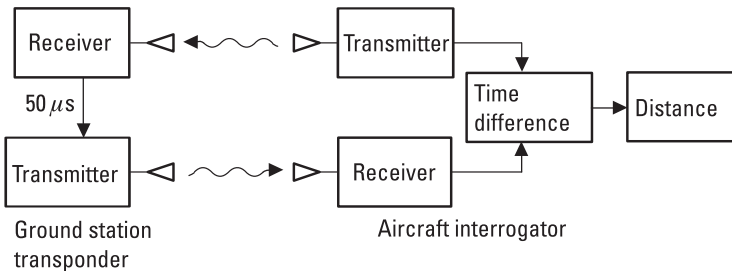 Receiver
Transmitter
50 μs
Time
difference
Distance
Transmitter
Receiver
Ground station
transponder
Aircraft interrogator